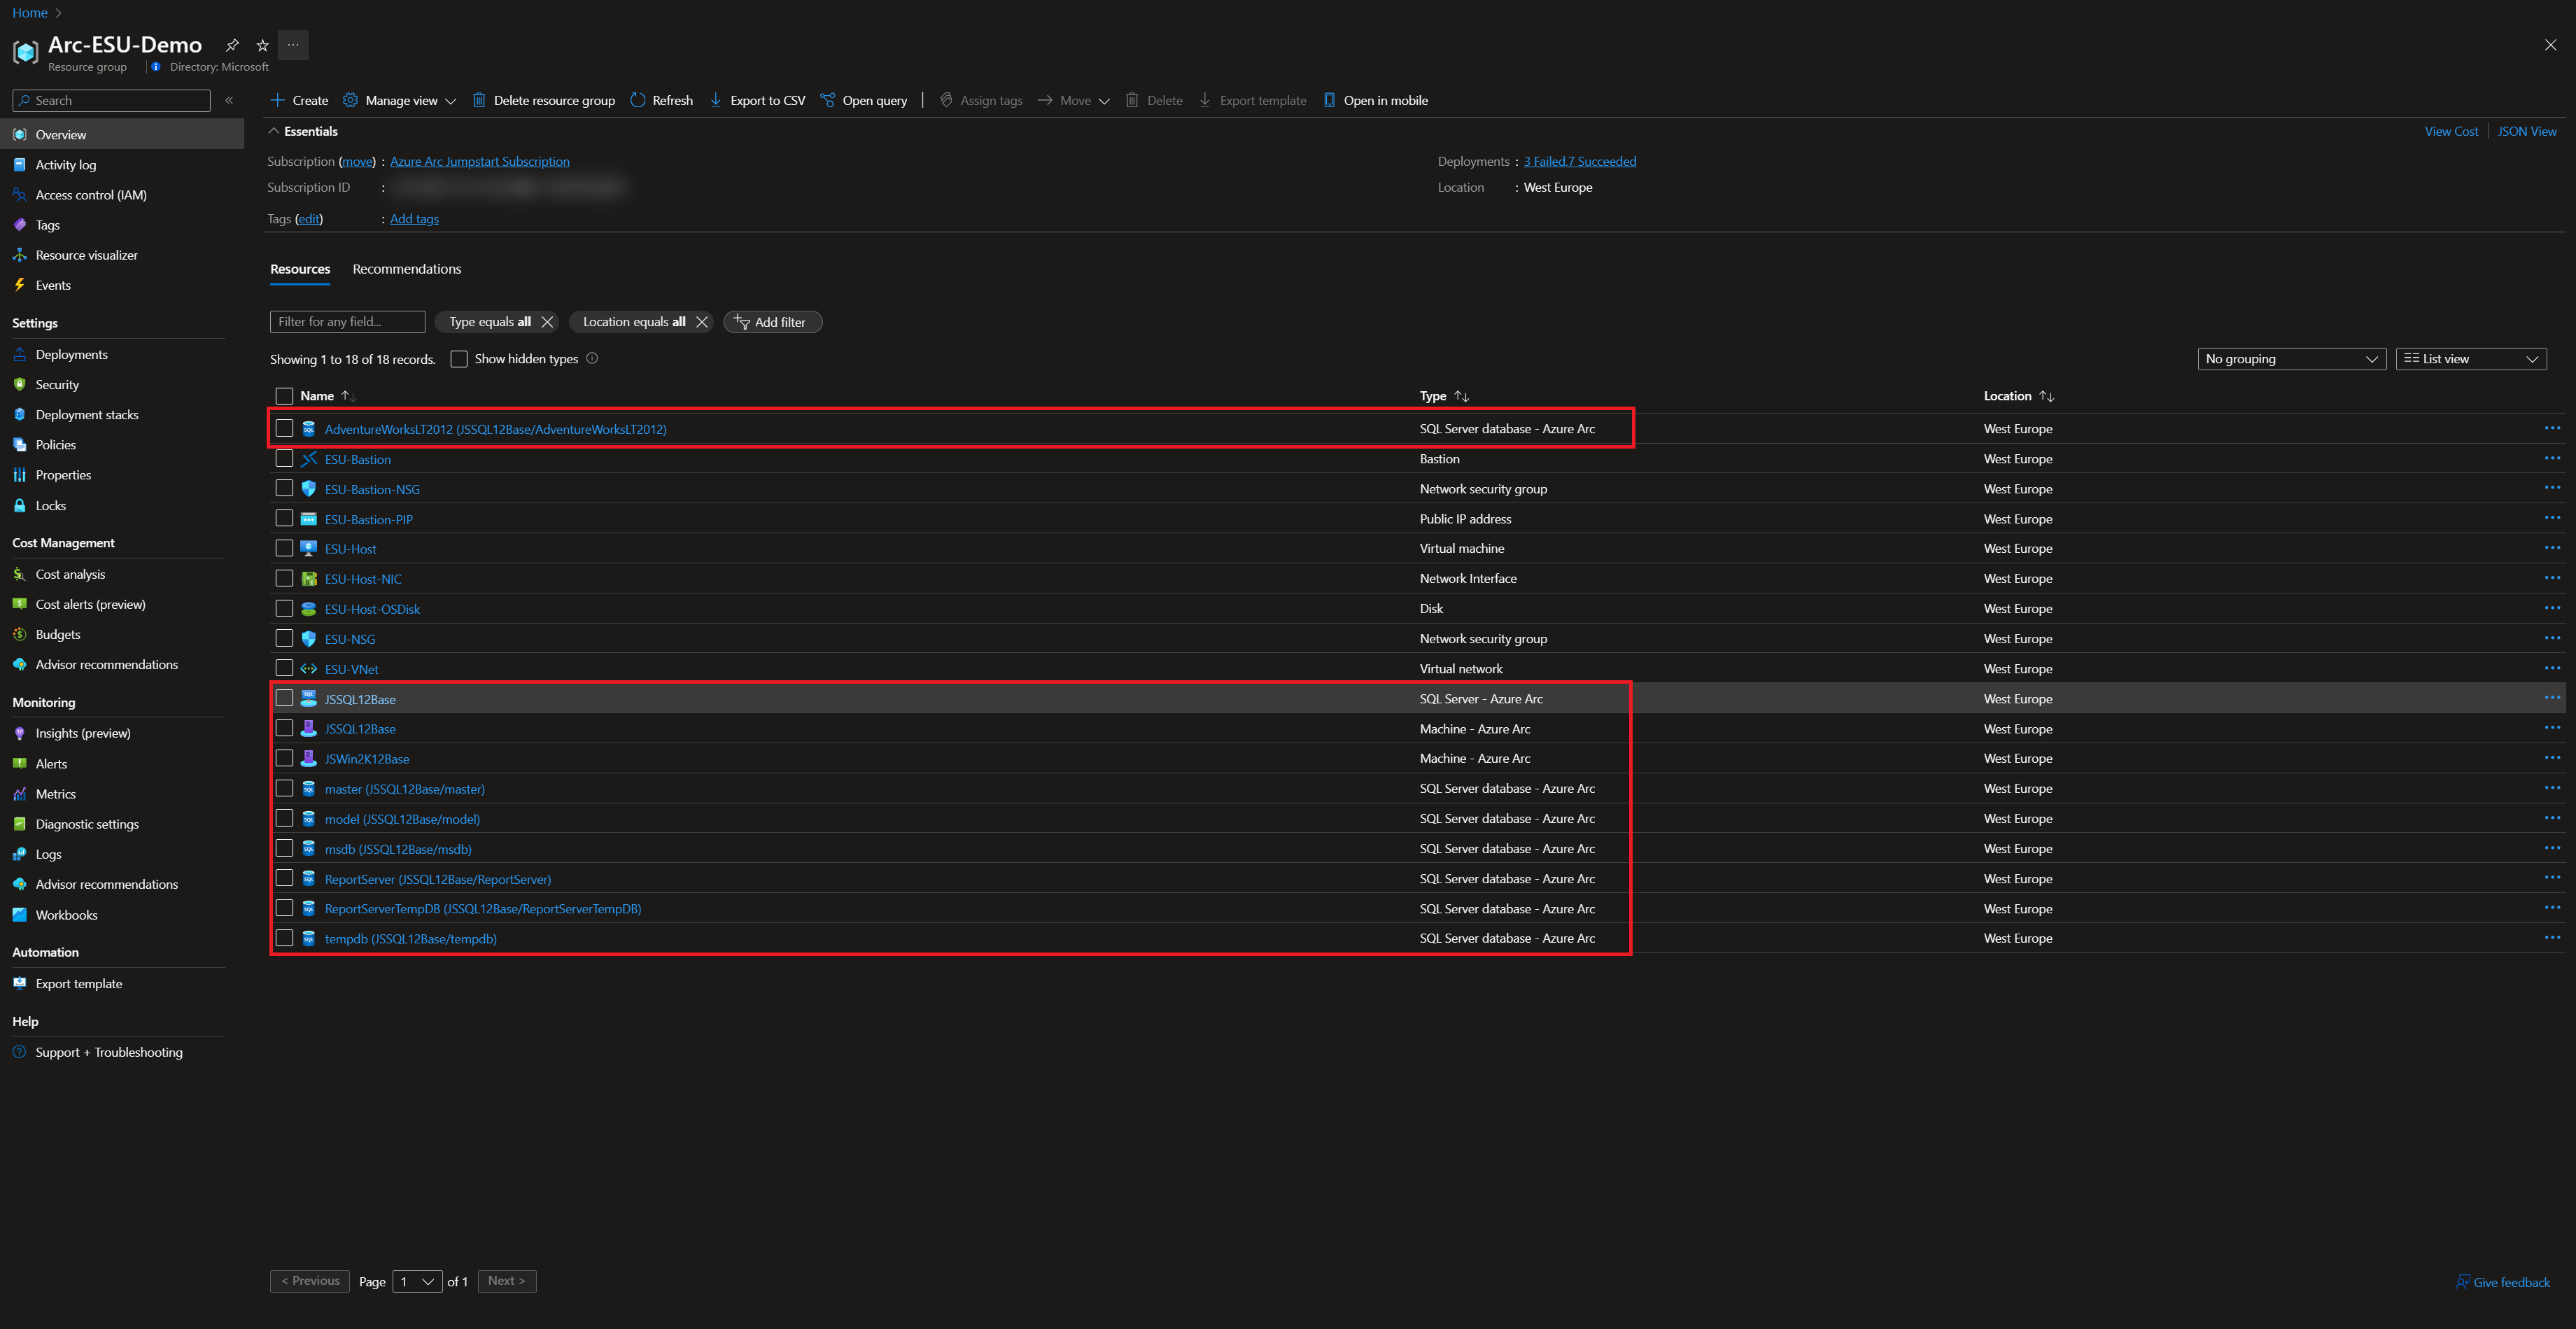 Home >
Arc-ESU-Demo ...
Resource group | Directory: Microsoft
Search «
Create Manage view Delete resource group Refresh Export to CSV Open query | Assign tags Move Delete Export template Open in mobile
Overview
Activity log
Access control (IAM)
Tags
Resource visualizer
Events
Settings
Deployments
Security
Deployment stacks
Policies
Properties
Locks
Cost Management
Cost analysis
Cost alerts (preview)
Budgets
Advisor recommendations
Monitoring
Insights (preview)
Alerts
Metrics
Diagnostic settings
Logs
Advisor recommendations
Workbooks
Automation
Export template
Help
Support + Troubleshooting
Essentials
View Cost | JSON View
Subscription (move) : Azure Arc Jumpstart Subscription
Deployments : 3 Failed,7 Succeeded
Subscription ID :
Location : West Europe
Tags (edit) : Add tags
Resources Recommendations
Filter for any field... Type equals all Location equals all Add filter
Showing 1 to 18 of 18 records. Show hidden types
No grouping List view
Name Type Location
AdventureWorksLT2012 (JSSQL12Base/AdventureWorksLT2012) SQL Server database - Azure Arc West Europe ...
ESU-Bastion Bastion West Europe ...
ESU-Bastion-NSG Network security group West Europe ...
ESU-Bastion-PIP Public IP address West Europe ...
ESU-Host Virtual machine West Europe ...
ESU-Host-NIC Network Interface West Europe ...
ESU-Host-OSDisk Disk West Europe ...
ESU-NSG Network security group West Europe ...
ESU-VNet Virtual network West Europe ...
JSSQL12Base SQL Server - Azure Arc West Europe ...
JSSQL12Base Machine - Azure Arc West Europe ...
JSWin2K12Base Machine - Azure Arc West Europe ...
master (JSSQL12Base/master) SQL Server database - Azure Arc West Europe ...
model (JSSQL12Base/model) SQL Server database - Azure Arc West Europe ...
msdb (JSSQL12Base/msdb) SQL Server database - Azure Arc West Europe ...
ReportServer (JSSQL12Base/ReportServer) SQL Server database - Azure Arc West Europe ...
ReportServerTempDB (JSSQL12Base/ReportServerTempDB) SQL Server database - Azure Arc West Europe ...
tempdb (JSSQL12Base/tempdb) SQL Server database - Azure Arc West Europe ...
< Previous Page 1 of 1 Next >
Give feedback